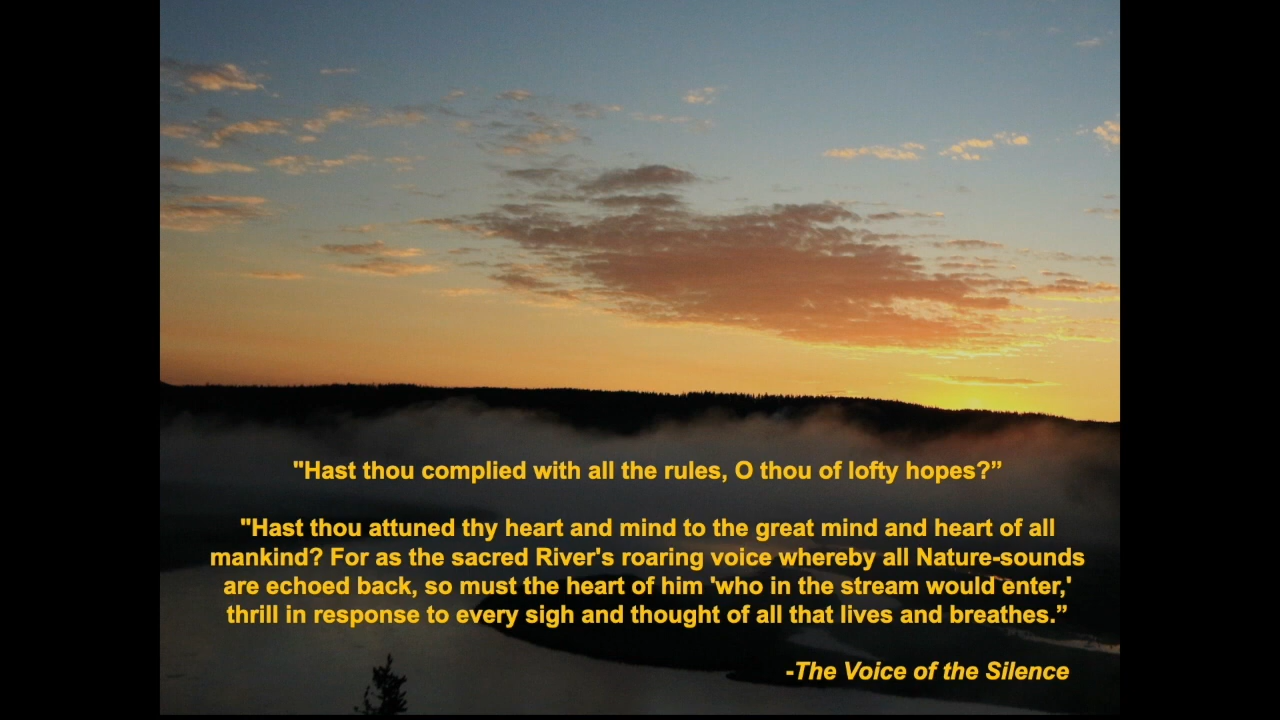 "Hast thou complied with all the rules, O thou of lofty hopes?”
"Hast thou attuned thy heart and mind to the great mind and heart of all
mankind? For as the sacred River's roaring voice whereby all Nature-sounds
are echoed back, so must the heart of him 'who in the stream would enter,'
thrill in response to every sigh and thought of all that lives and breathes.”
-The Voice of the Silence